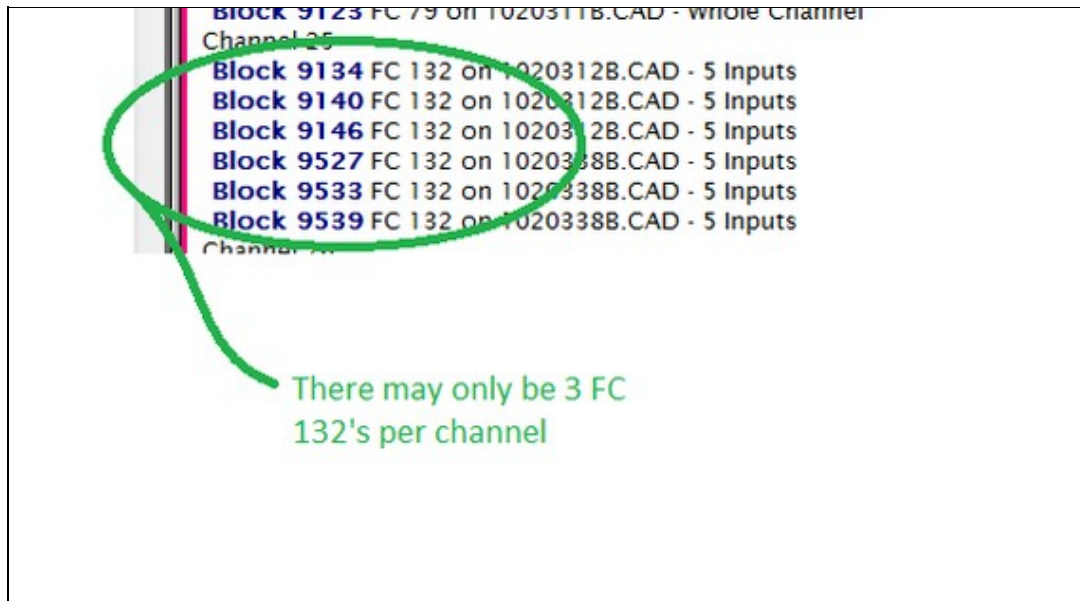 Block 9123 FC 79 on 1020311B.CAD - Whole Channel
Channel 25
Block 9134 FC 132 on 1020312B.CAD - 5 Inputs
Block 9140 FC 132 on 1020312B.CAD - 5 Inputs
Block 9146 FC 132 on 1020312B.CAD - 5 Inputs
Block 9527 FC 132 on 1020338B.CAD - 5 Inputs
Block 9533 FC 132 on 1020338B.CAD - 5 Inputs
Block 9539 FC 132 on 1020338B.CAD - 5 Inputs
Channel
There may only be 3 FC
132's per channel